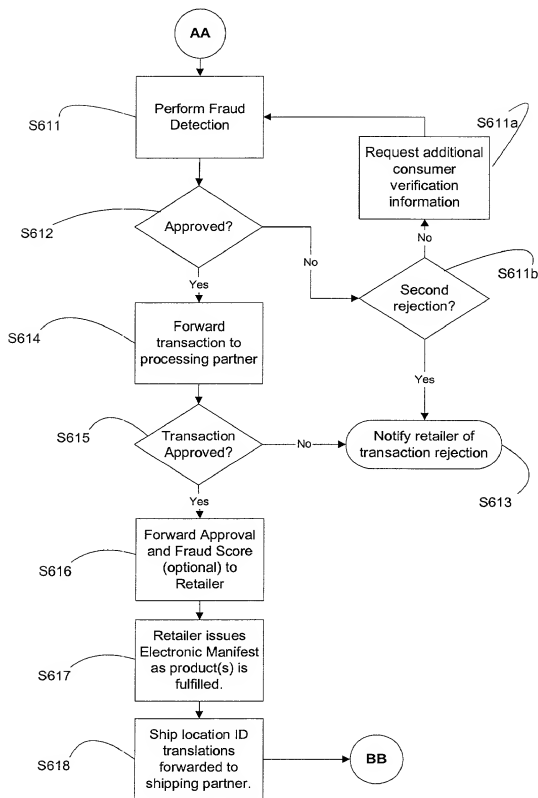 AA
Perform Fraud
Detection
S611
S611a
Request additional
consumer
verification
information
Approved?
S612
No
No
S611b
Second
rejection?
Yes
Forward
transaction to
processing partner
S614
Yes
Transaction
Approved?
S615
No
Notify retailer of
transaction rejection
S613
Yes
Forward Approval
and Fraud Score
(optional) to
Retailer
S616
Retailer issues
Electronic Manifest
as product(s) is
fulfilled.
S617
Ship location ID
translations
forwarded to
shipping partner.
S618
BB